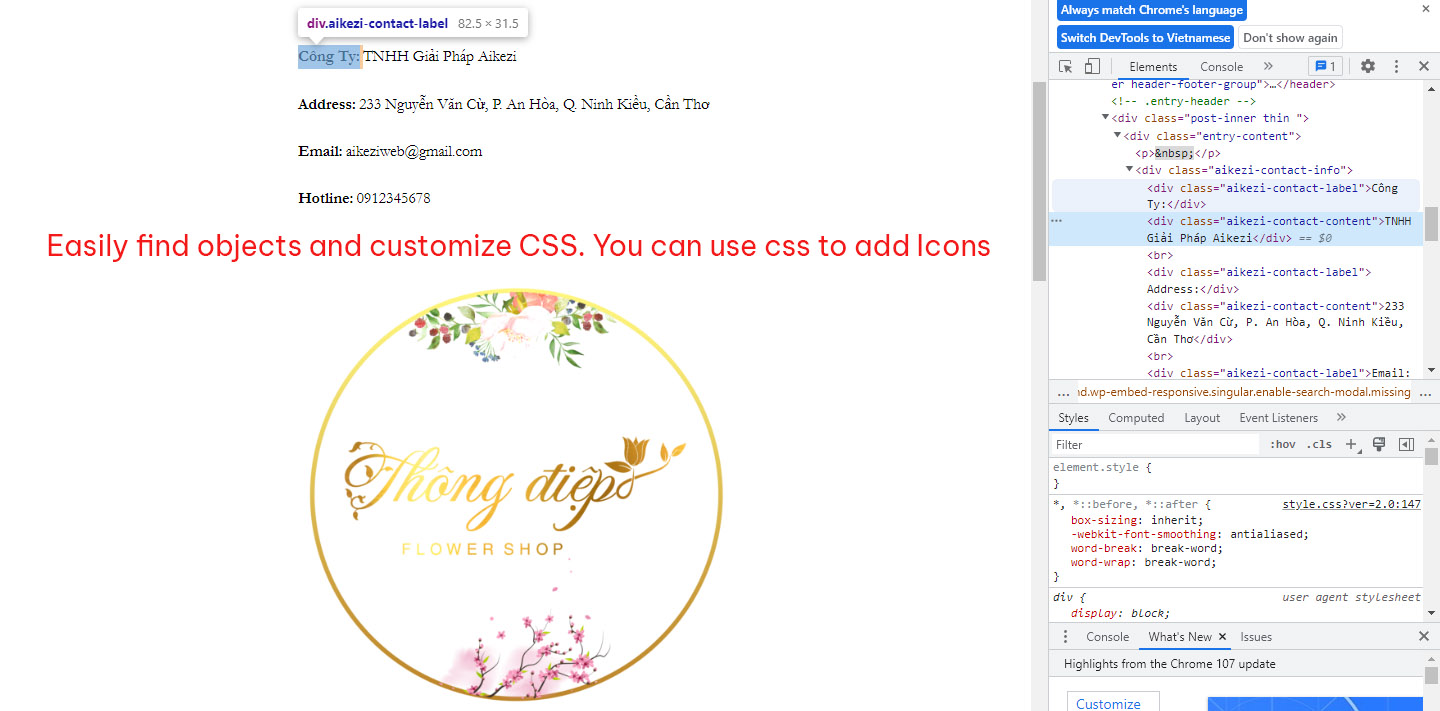 div.aikezi-contact-label 82.5 × 31.5
Công Ty: TNHH Giải Pháp Aikezi
Address: 233 Nguyễn Văn Cừ, P. An Hòa, Q. Ninh Kiều, Cần Thơ
Email: aikeziweb@gmail.com
Hotline: 0912345678
Easily find objects and customize CSS. You can use css to add Icons
Thông điệp
FLOWER SHOP
Always match Chrome's language
Switch DevTools to Vietnamese Don't show again
Elements Console 1
er header-footer-group">…</header>
<!-- .entry-header -->
<div class="post-inner thin ">
<div class="entry-content">
<p>&nbsp;</p>
<div class="aikezi-contact-info">
<div class="aikezi-contact-label">Công
Ty:</div>
<div class="aikezi-contact-content">TNHH
Giải Pháp Aikezi</div> == $0
<br>
<div class="aikezi-contact-label">
Address:</div>
<div class="aikezi-contact-content">233
Nguyễn Văn Cừ, P. An Hòa, Q. Ninh Kiều,
Cần Thơ</div>
<br>
<div class="aikezi-contact-label">Email:
… nd.wp-embed-responsive.singular.enable-search-modal.missing …
Styles Computed Layout Event Listeners
Filter :hov .cls
element.style {
}
*, *::before, *::after { style.css?ver=2.0:147
box-sizing: inherit;
-webkit-font-smoothing: antialiased;
word-break: break-word;
word-wrap: break-word;
}
div { user agent stylesheet
display: block;
Console What's New Issues
Highlights from the Chrome 107 update
Customize